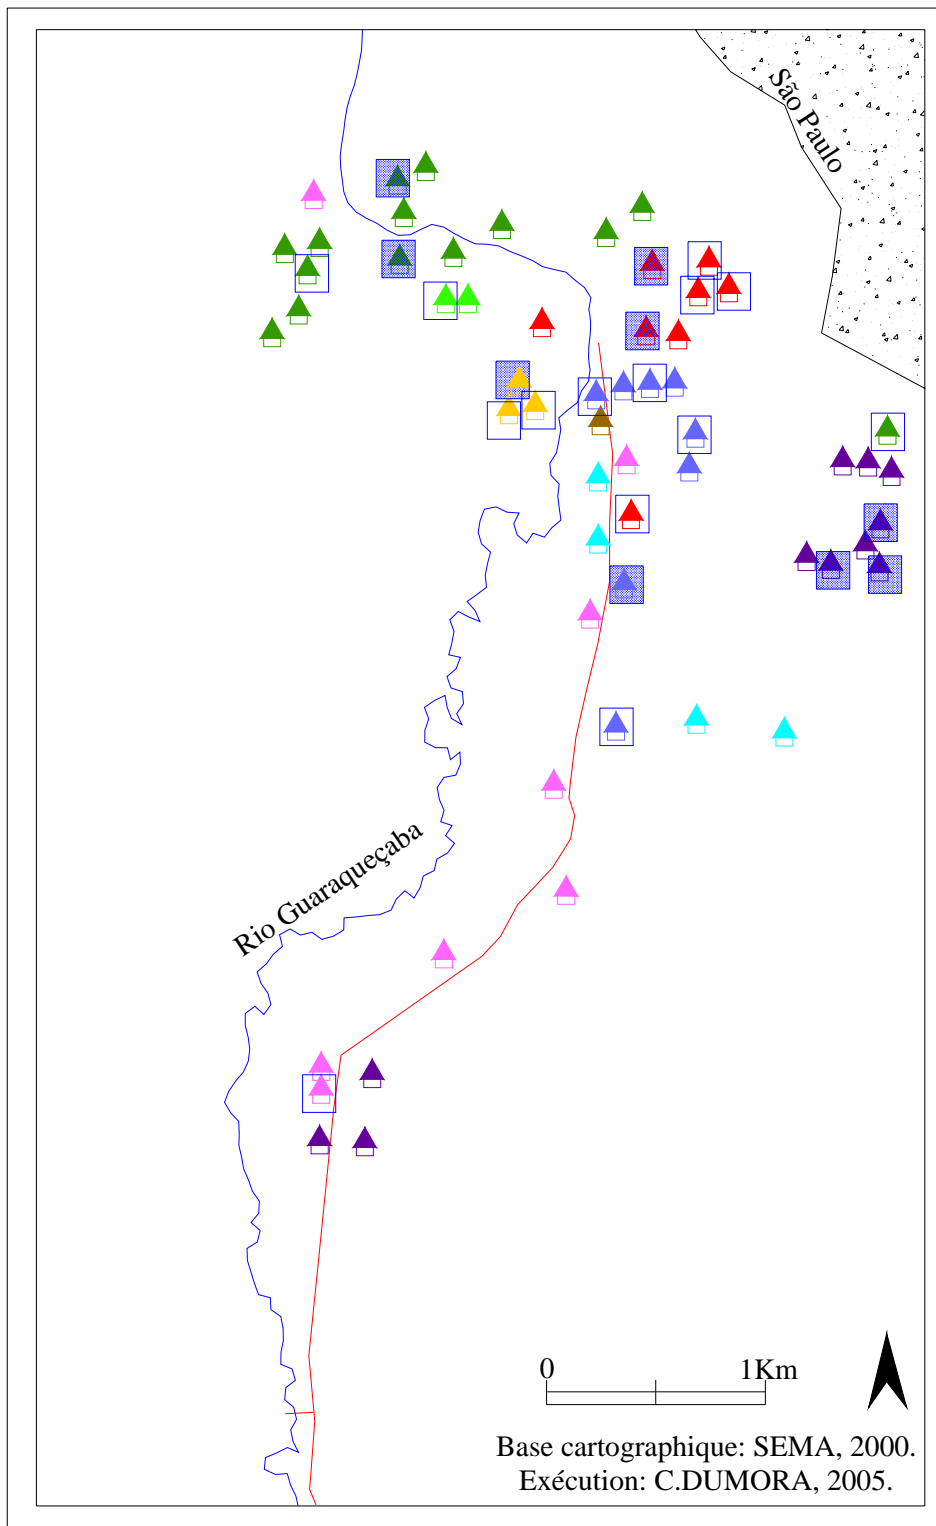 São Paulo
Rio Guaraqueçaba
0 1Km
Base cartographique: SEMA, 2000.
Exécution: C.DUMORA, 2005.